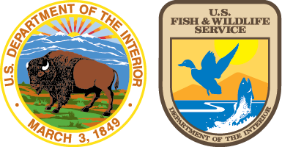 U.S. DEPARTMENT OF THE INTERIOR
MARCH 3, 1849
U.S.
FISH & WILDLIFE
SERVICE
DEPARTMENT OF THE INTERIOR